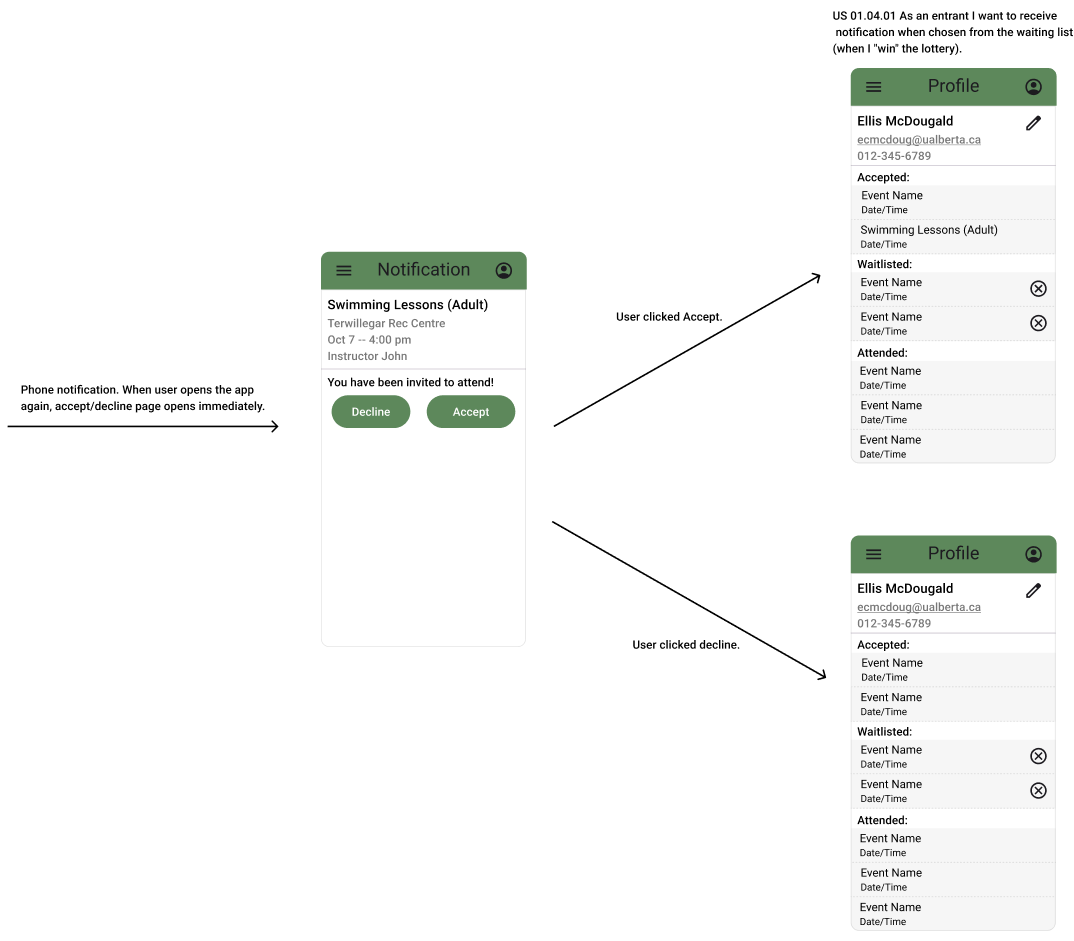 US 01.04.01 As an entrant I want to receive
notification when chosen from the waiting list
(when I "win" the lottery).
Phone notification. When user opens the app
again, accept/decline page opens immediately.
Notification
Swimming Lessons (Adult)
Terwillegar Rec Centre
Oct 7 -- 4:00 pm
Instructor John
You have been invited to attend!
Decline
Accept
User clicked Accept.
Profile
Ellis McDougald
ecmcdoug@ualberta.ca
012-345-6789
Accepted:
Event Name
Date/Time
Swimming Lessons (Adult)
Date/Time
Waitlisted:
Event Name
Date/Time
Event Name
Date/Time
Attended:
Event Name
Date/Time
Event Name
Date/Time
Event Name
Date/Time
User clicked decline.
Profile
Ellis McDougald
ecmcdoug@ualberta.ca
012-345-6789
Accepted:
Event Name
Date/Time
Event Name
Date/Time
Waitlisted:
Event Name
Date/Time
Event Name
Date/Time
Attended:
Event Name
Date/Time
Event Name
Date/Time
Event Name
Date/Time